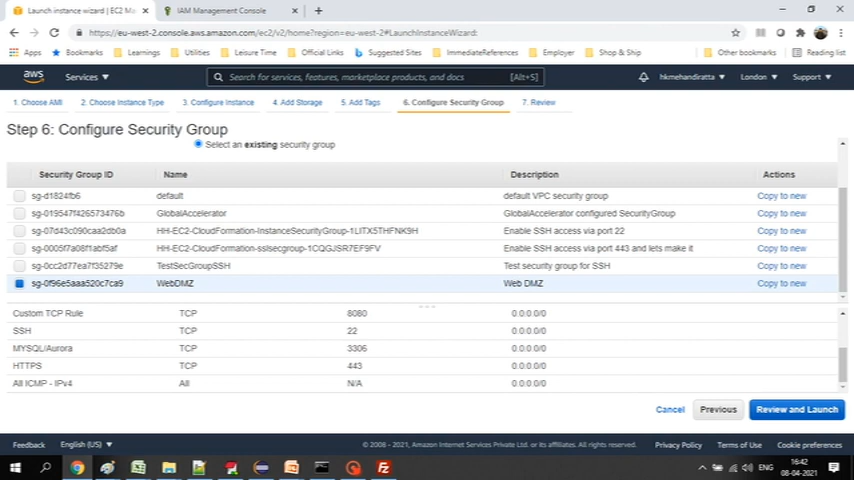 Launch instance wizard | EC2 Ma
IAM Management Console
https://eu-west-2.console.aws.amazon.com/ec2/v2/home?region=eu-west-2#LaunchInstanceWizard:
Apps
Bookmarks
Learnings
Utilities
Leisure Time
Official Links
Suggested Sites
ImmediateReferences
Employer
Shop & Ship
Other bookmarks
Reading list
aws
Services
Search for services, features, marketplace products, and docs
[Alt+S]
hkmehandiratta
London
Support
1. Choose AMI
2. Choose Instance Type
3. Configure Instance
4. Add Storage
5. Add Tags
6. Configure Security Group
7. Review
Step 6: Configure Security Group
Select an existing security group
Security Group ID Name Description Actions
sg-d1824fb6 default default VPC security group Copy to new
sg-019547f426573476b GlobalAccelerator GlobalAccelerator configured SecurityGroup Copy to new
sg-07d43c090caa2db0a HH-EC2-CloudFormation-InstanceSecurityGroup-1LITX5THFNK9H Enable SSH access via port 22 Copy to new
sg-0005f7a08f1abf5af HH-EC2-CloudFormation-sslsecgroup-1CQGJSR7EF9FV Enable SSH access via port 443 and lets make it Copy to new
sg-0cc2d77ea7f35279e TestSecGroupSSH Test security group for SSH Copy to new
sg-0f96e5aaa520c7ca9 WebDMZ Web DMZ Copy to new
Custom TCP Rule TCP 8080 0.0.0.0/0
SSH TCP 22 0.0.0.0/0
MYSQL/Aurora TCP 3306 0.0.0.0/0
HTTPS TCP 443 0.0.0.0/0
All ICMP - IPv4 All N/A 0.0.0.0/0
Cancel
Previous
Review and Launch
Feedback
English (US)
© 2008 - 2021, Amazon Internet Services Private Ltd. or its affiliates. All rights reserved.
Privacy Policy
Terms of Use
Cookie preferences
ENG
16:42
08-04-2021